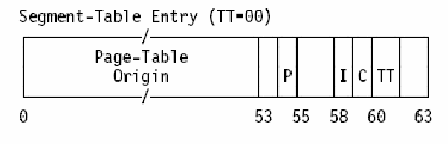 Segment-Table Entry (TT=00)
Page-Table
Origin
P
I
C
TT
0 53 55 58 60 63